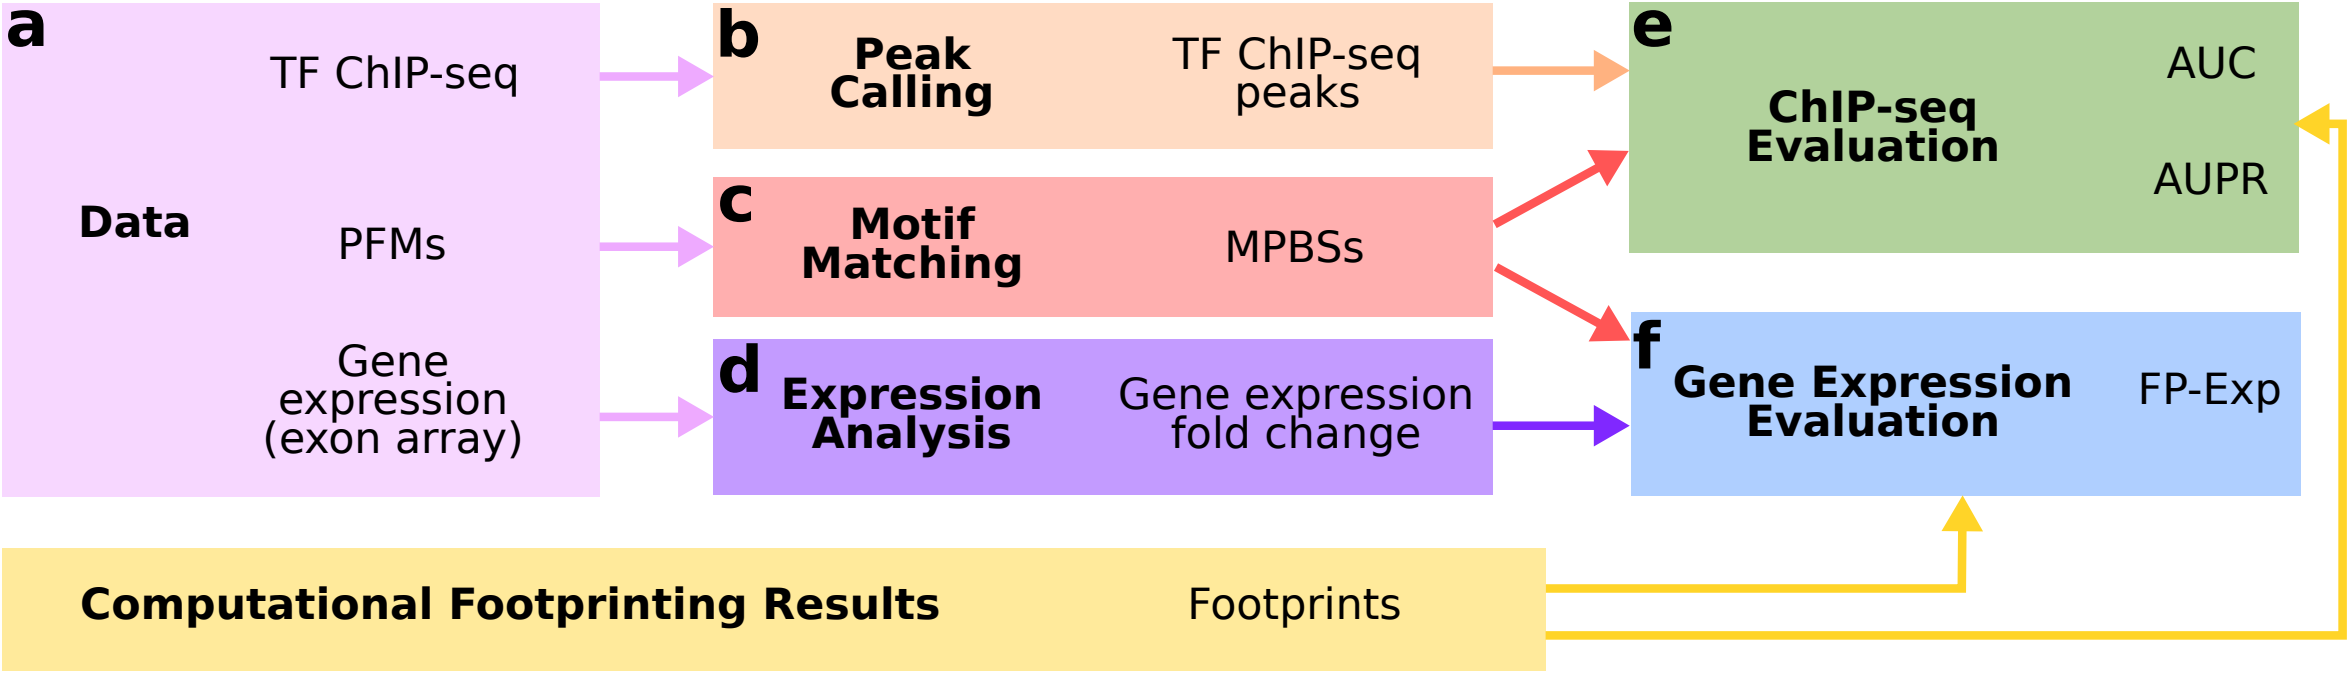 a
Data
TF ChIP-seq
PFMs
Gene
expression
(exon array)
b
Peak
Calling
TF ChIP-seq
peaks
c
Motif
Matching
MPBSs
d
Expression
Analysis
Gene expression
fold change
e
ChIP-seq
Evaluation
AUC
AUPR
f
Gene Expression
Evaluation
FP-Exp
Computational Footprinting Results
Footprints